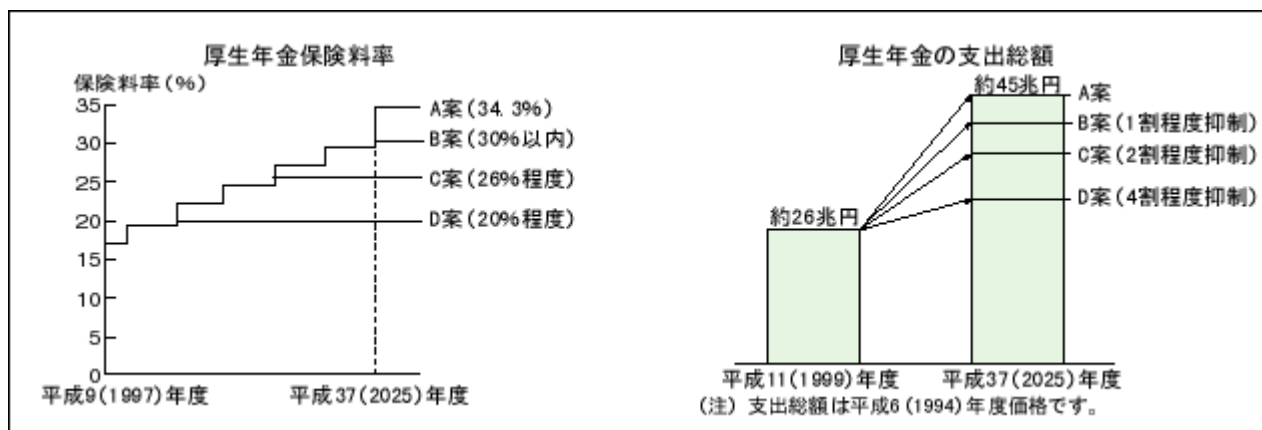 厚生年金保険料率
保険料率(%)
35
30
25
20
15
10
5
0
A案(34.3%)
B案(30%以内)
C案(26%程度)
D案(20%程度)
平成9(1997)年度
平成37(2025)年度
厚生年金の支出総額
約45兆円
約26兆円
A案
B案(1割程度抑制)
C案(2割程度抑制)
D案(4割程度抑制)
平成11(1999)年度
平成37(2025)年度
(注) 支出総額は平成6(1994)年度価格です。